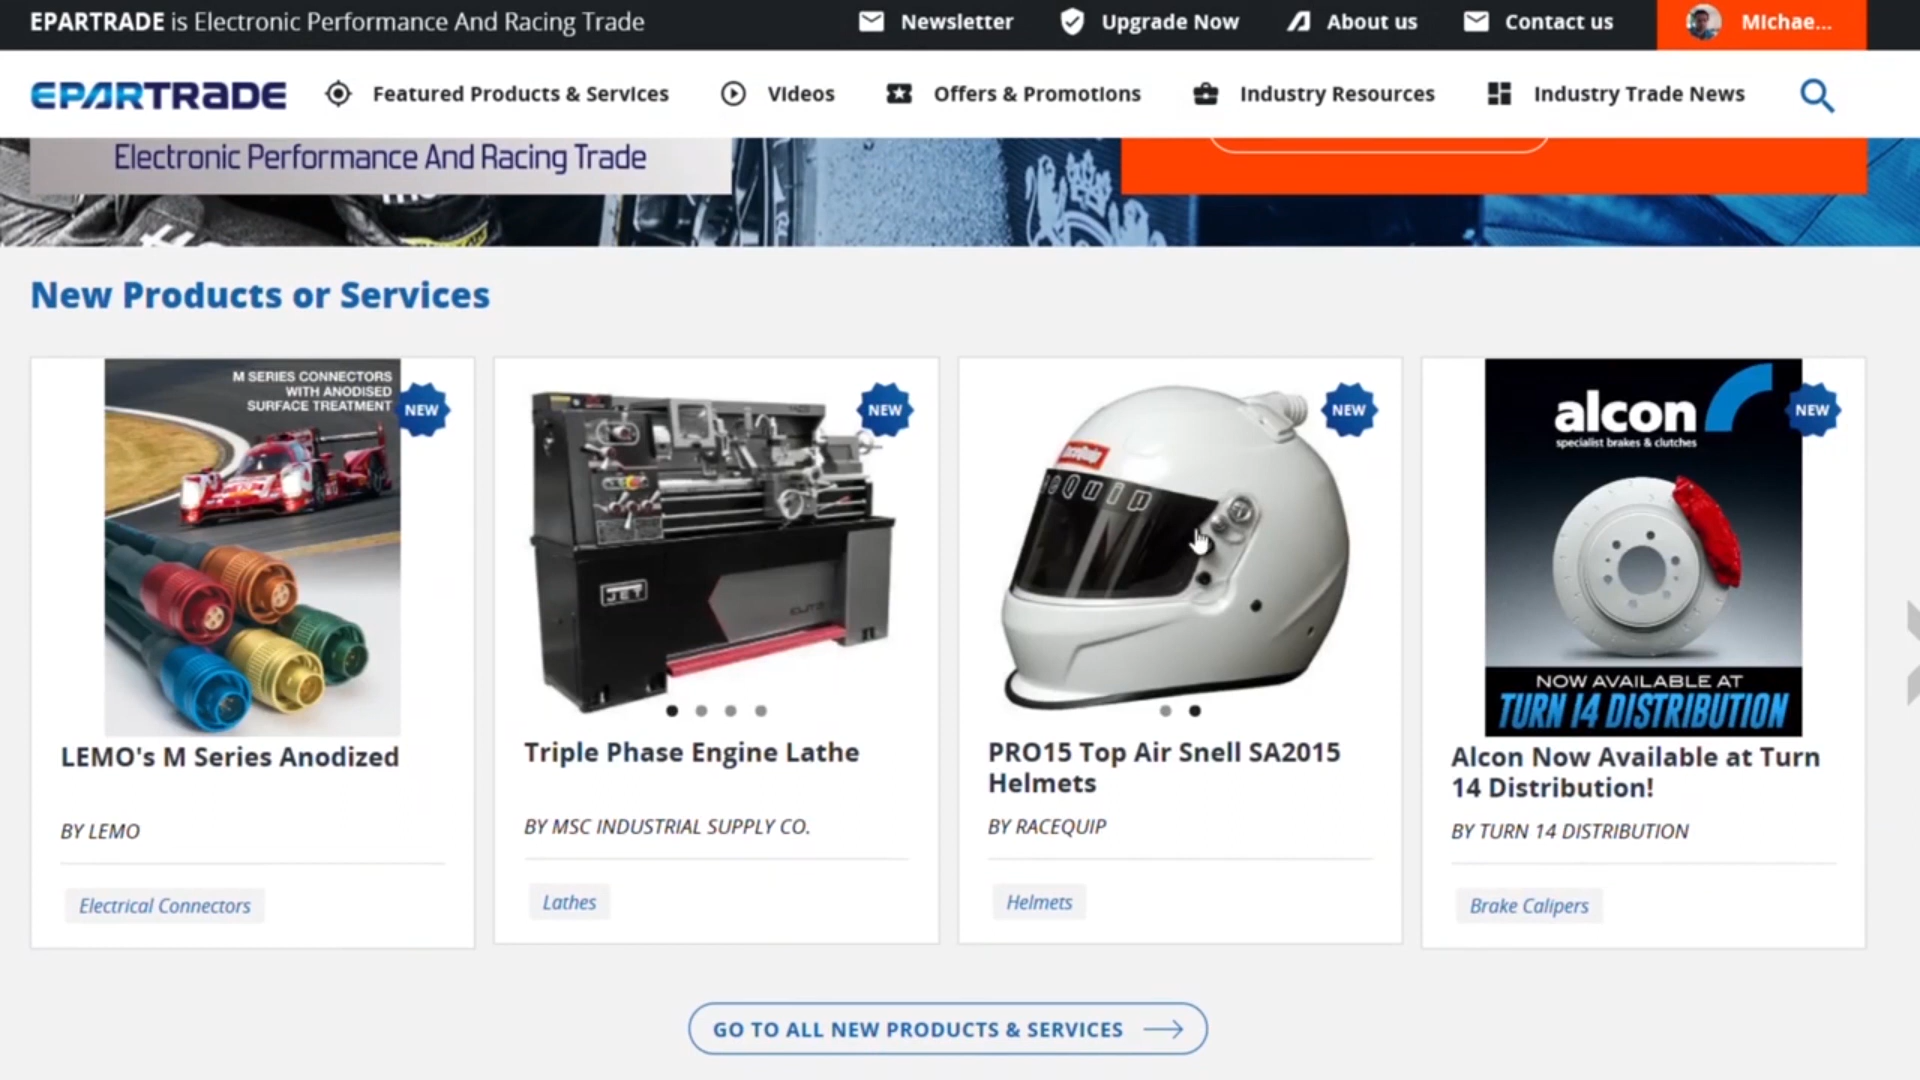 EPARTRADE is Electronic Performance And Racing Trade
Newsletter
Upgrade Now
About us
Contact us
MIchae...
EPARTRADE
Featured Products & Services
Videos
Offers & Promotions
Industry Resources
Industry Trade News
Electronic Performance And Racing Trade
New Products or Services
M SERIES CONNECTORS
WITH ANODISED
SURFACE TREATMENT
NEW
LEMO's M Series Anodized
BY LEMO
Electrical Connectors
NEW
JET
Triple Phase Engine Lathe
BY MSC INDUSTRIAL SUPPLY CO.
Lathes
NEW
RaceQuip
eQuip
PRO15 Top Air Snell SA2015
Helmets
BY RACEQUIP
Helmets
alcon
specialist brakes & clutches
NEW
NOW AVAILABLE AT
TURN 14 DISTRIBUTION
Alcon Now Available at Turn
14 Distribution!
BY TURN 14 DISTRIBUTION
Brake Calipers
GO TO ALL NEW PRODUCTS & SERVICES